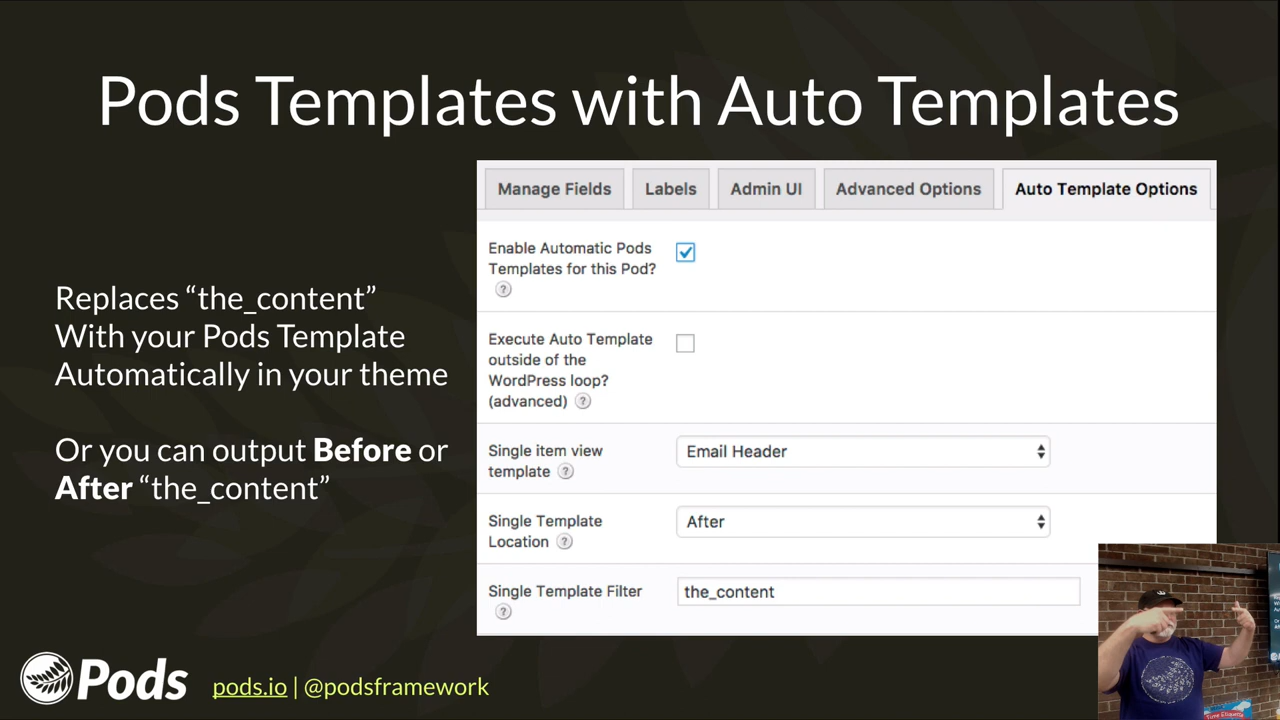 Pods Templates with Auto Templates
Replaces “the_content”
With your Pods Template
Automatically in your theme
Or you can output Before or
After “the_content”
Manage Fields
Labels
Admin UI
Advanced Options
Auto Template Options
Enable Automatic Pods
Templates for this Pod?
?
Execute Auto Template
outside of the
WordPress loop?
(advanced) ?
Single item view
template ?
Email Header
Single Template
Location ?
After
Single Template Filter
?
the_content
Pods
pods.io | @podsframework